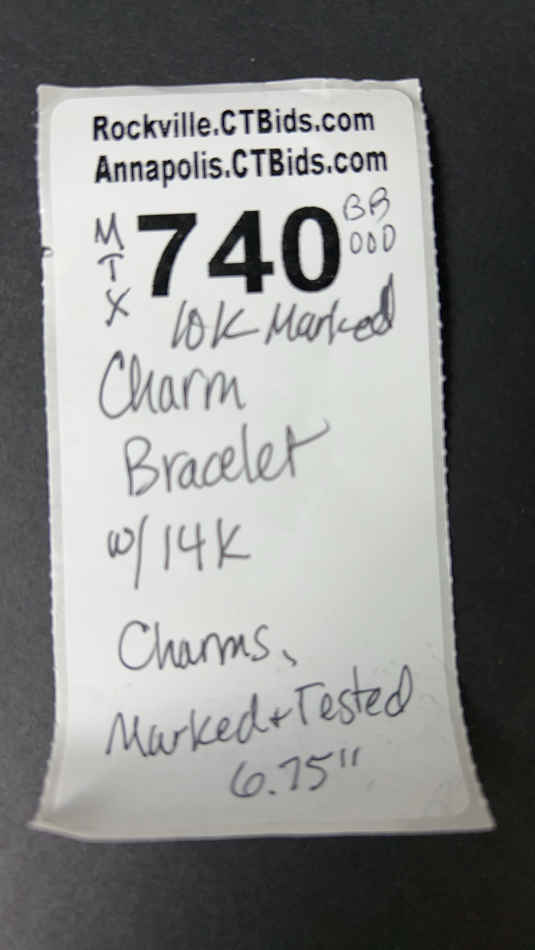 Rockville.CTBids.com
Annapolis.CTBids.com
MTX 740 BB
000
10K Marked
Charm
Bracelet
w/ 14K
Charms,
Marked + Tested
6.75"